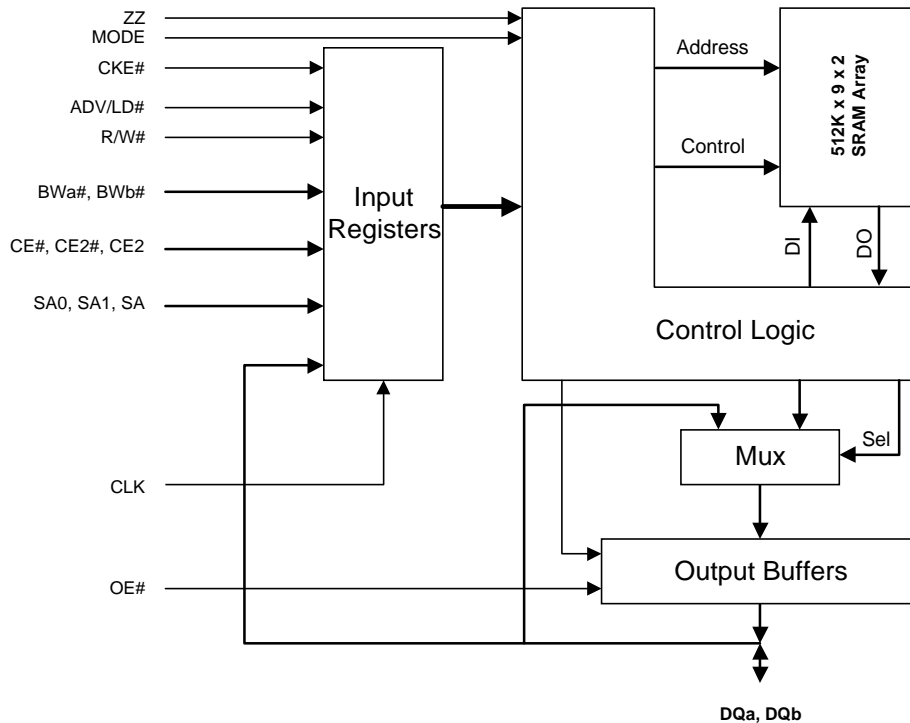 ZZ
MODE
CKE#
ADV/LD#
R/W#
BWa#, BWb#
CE#, CE2#, CE2
SA0, SA1, SA
CLK
OE#
Input
Registers
Address
Control
512K x 9 x 2
SRAM Array
DI
DO
Control Logic
Sel
Mux
Output Buffers
DQa, DQb